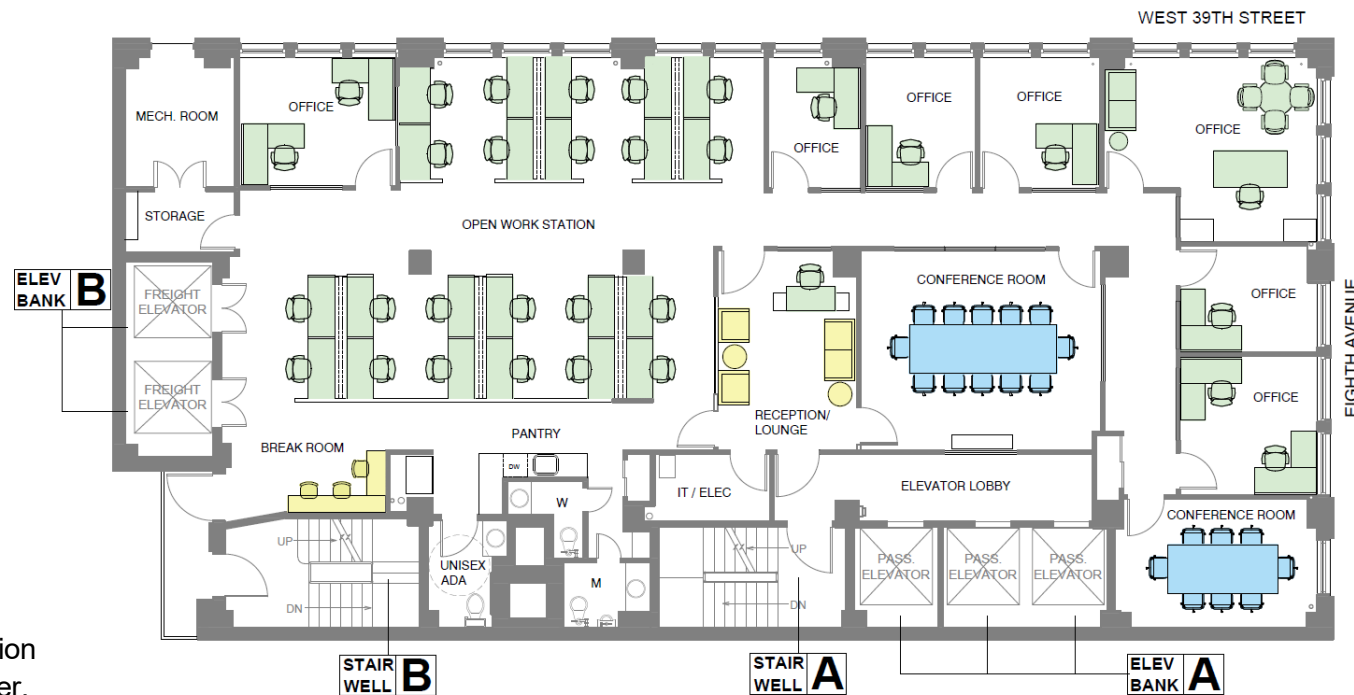 WEST 39TH STREET
MECH. ROOM
OFFICE
OFFICE
OFFICE
OFFICE
OFFICE
STORAGE
OPEN WORK STATION
ELEV
BANK B
FREIGHT
ELEVATOR
FREIGHT
ELEVATOR
CONFERENCE ROOM
OFFICE
EIGHTH AVENUE
OFFICE
RECEPTION/
LOUNGE
PANTRY
BREAK ROOM
DW
IT / ELEC
ELEVATOR LOBBY
W
CONFERENCE ROOM
UP
UP
UNISEX
ADA
PASS.
ELEVATOR
PASS.
ELEVATOR
PASS.
ELEVATOR
M
DN
DN
ion
er.
STAIR
WELL B
STAIR
WELL A
ELEV
BANK A